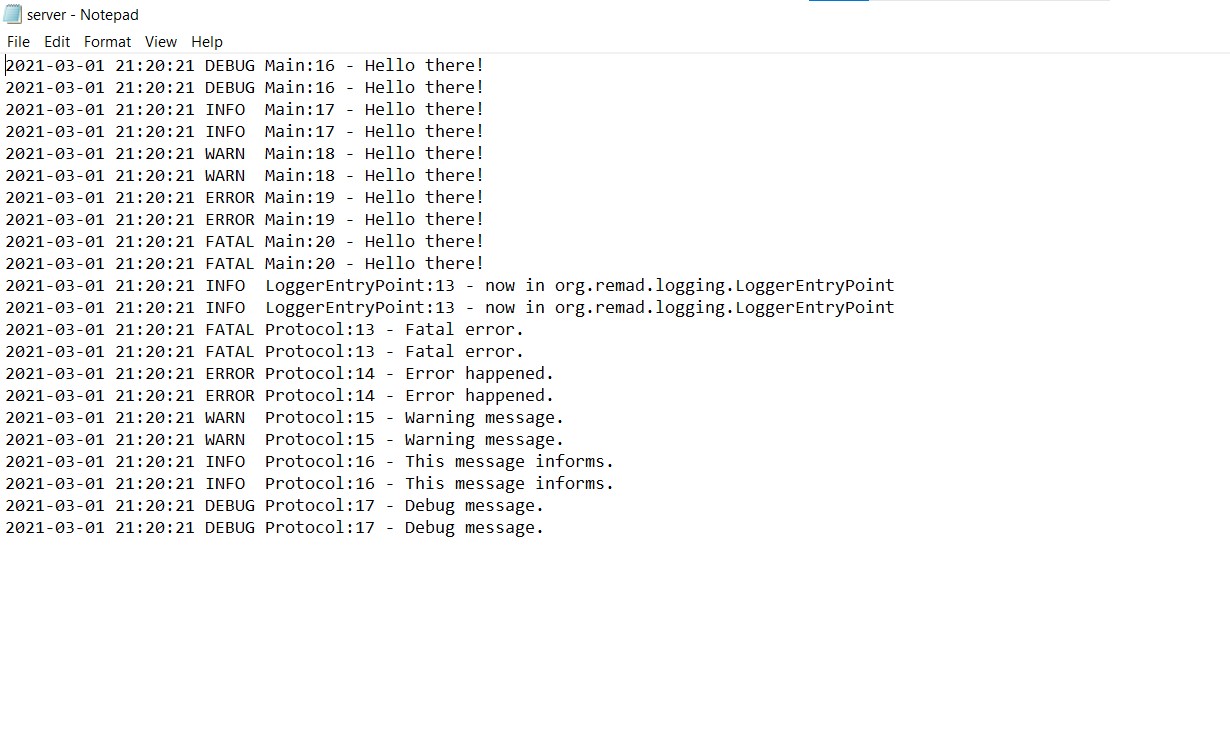 server - Notepad
File Edit Format View Help
2021-03-01 21:20:21 DEBUG Main:16 - Hello there!
2021-03-01 21:20:21 DEBUG Main:16 - Hello there!
2021-03-01 21:20:21 INFO  Main:17 - Hello there!
2021-03-01 21:20:21 INFO  Main:17 - Hello there!
2021-03-01 21:20:21 WARN  Main:18 - Hello there!
2021-03-01 21:20:21 WARN  Main:18 - Hello there!
2021-03-01 21:20:21 ERROR Main:19 - Hello there!
2021-03-01 21:20:21 ERROR Main:19 - Hello there!
2021-03-01 21:20:21 FATAL Main:20 - Hello there!
2021-03-01 21:20:21 FATAL Main:20 - Hello there!
2021-03-01 21:20:21 INFO  LoggerEntryPoint:13 - now in org.remad.logging.LoggerEntryPoint
2021-03-01 21:20:21 INFO  LoggerEntryPoint:13 - now in org.remad.logging.LoggerEntryPoint
2021-03-01 21:20:21 FATAL Protocol:13 - Fatal error.
2021-03-01 21:20:21 FATAL Protocol:13 - Fatal error.
2021-03-01 21:20:21 ERROR Protocol:14 - Error happened.
2021-03-01 21:20:21 ERROR Protocol:14 - Error happened.
2021-03-01 21:20:21 WARN  Protocol:15 - Warning message.
2021-03-01 21:20:21 WARN  Protocol:15 - Warning message.
2021-03-01 21:20:21 INFO  Protocol:16 - This message informs.
2021-03-01 21:20:21 INFO  Protocol:16 - This message informs.
2021-03-01 21:20:21 DEBUG Protocol:17 - Debug message.
2021-03-01 21:20:21 DEBUG Protocol:17 - Debug message.